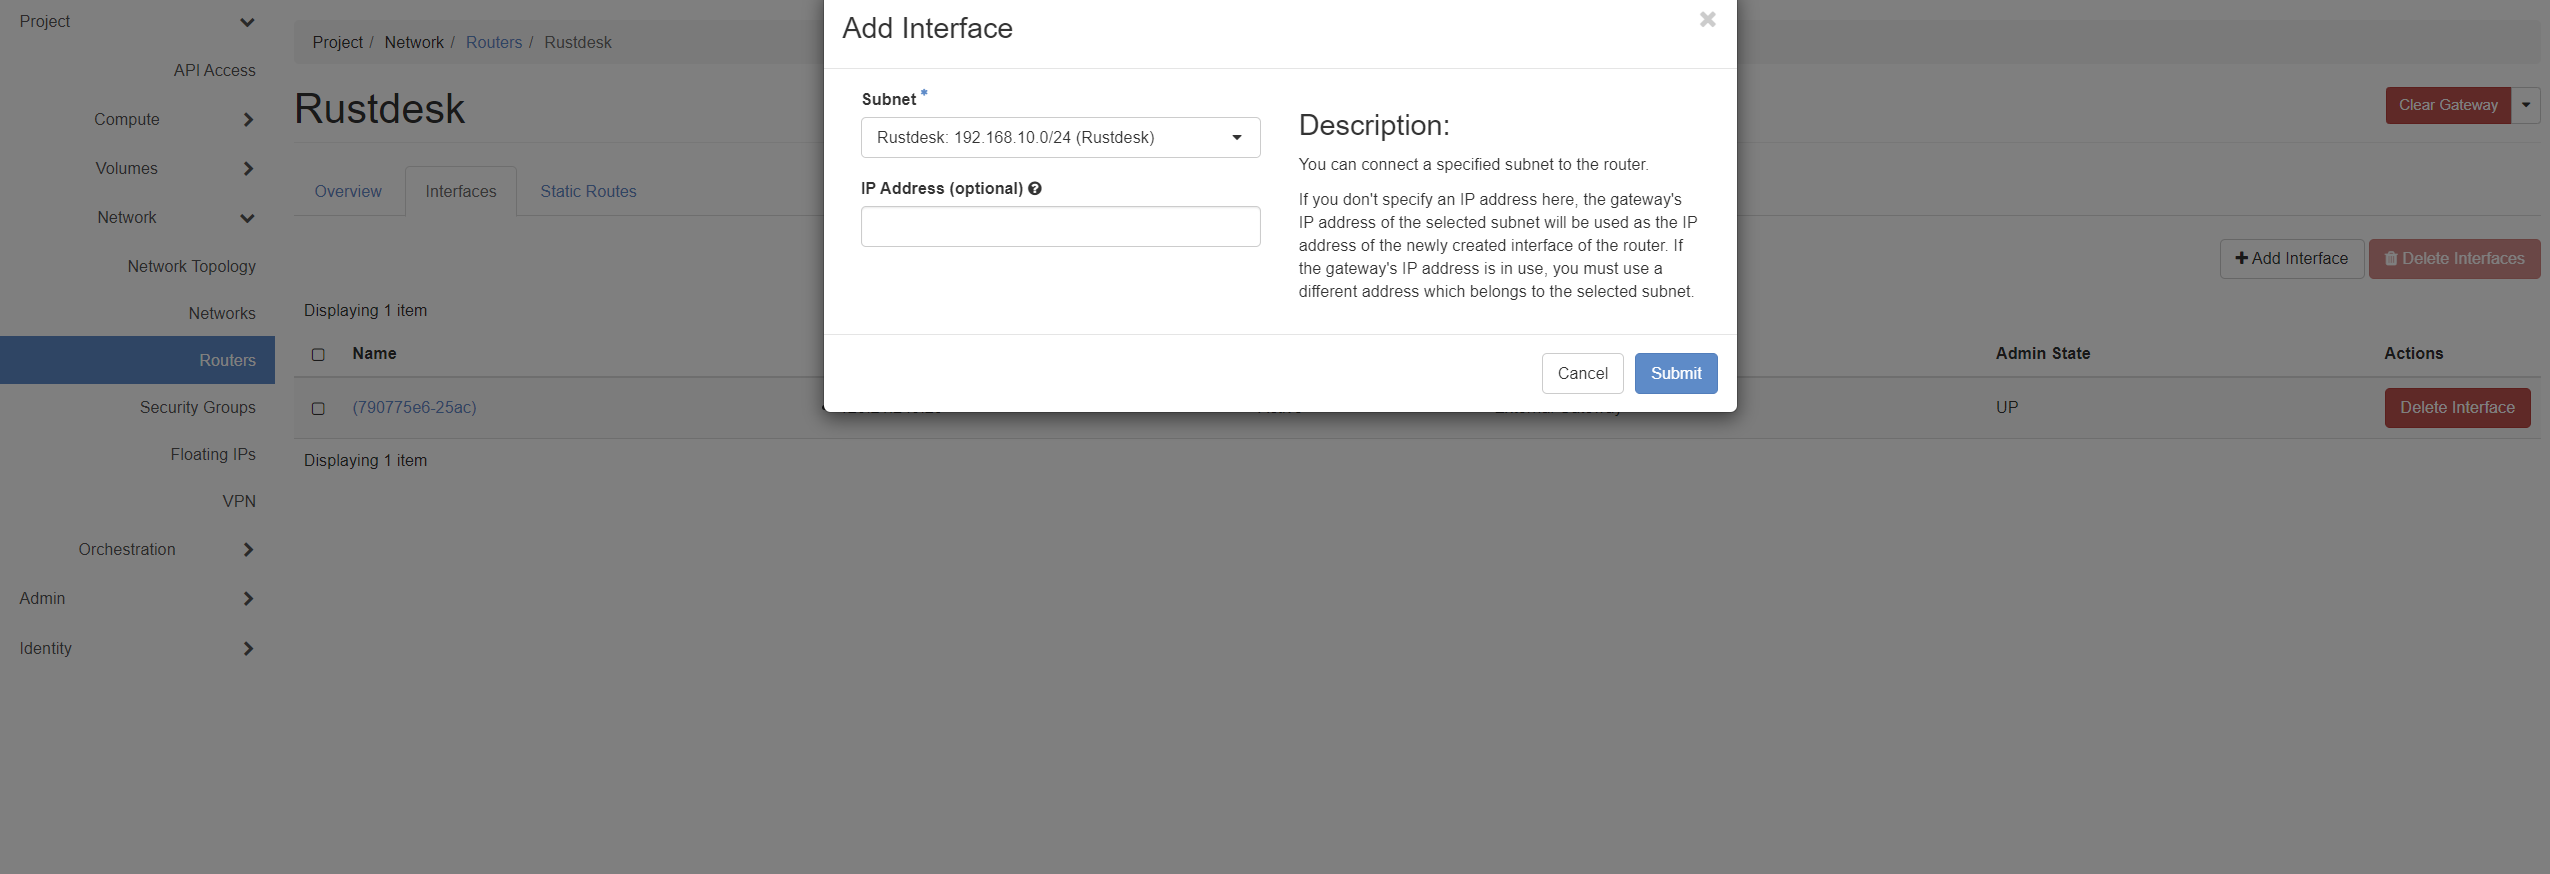 Project
API Access
Compute
Volumes
Network
Network Topology
Networks
Routers
Security Groups
Floating IPs
VPN
Orchestration
Admin
Identity
Project / Network / Routers / Rustdesk
Rustdesk
Clear Gateway
Overview Interfaces Static Routes
Add Interface Delete Interfaces
Displaying 1 item
Name Admin State Actions
(790775e6-25ac) UP Delete Interface
Displaying 1 item
Add Interface
Subnet *
Rustdesk: 192.168.10.0/24 (Rustdesk)
IP Address (optional)
Description:
You can connect a specified subnet to the router.
If you don't specify an IP address here, the gateway's
IP address of the selected subnet will be used as the IP
address of the newly created interface of the router. If
the gateway's IP address is in use, you must use a
different address which belongs to the selected subnet.
Cancel Submit